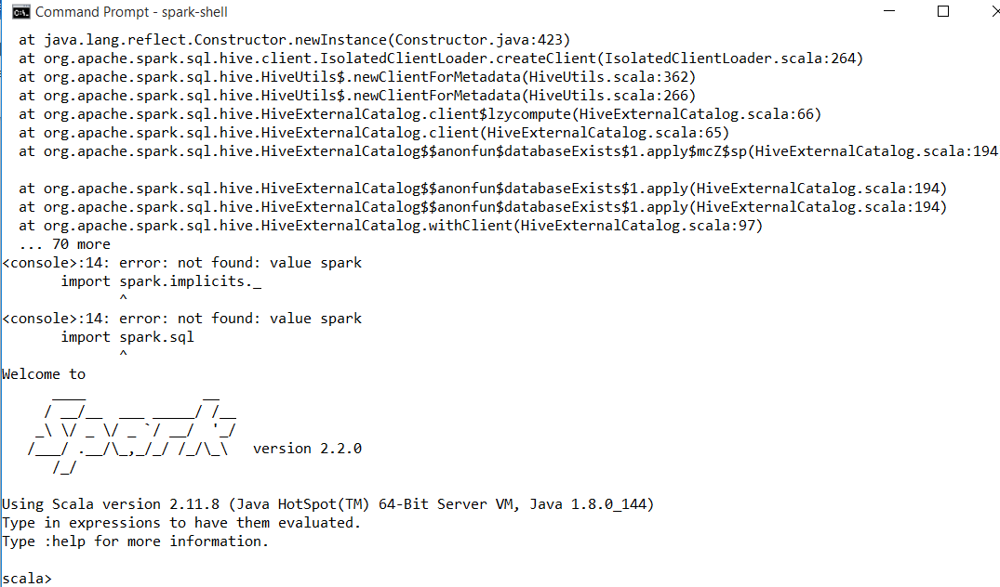 Command Prompt - spark-shell
at java.lang.reflect.Constructor.newInstance(Constructor.java:423)
at org.apache.spark.sql.hive.client.IsolatedClientLoader.createClient(IsolatedClientLoader.scala:264)
at org.apache.spark.sql.hive.HiveUtils$.newClientForMetadata(HiveUtils.scala:362)
at org.apache.spark.sql.hive.HiveUtils$.newClientForMetadata(HiveUtils.scala:266)
at org.apache.spark.sql.hive.HiveExternalCatalog.client$lzycompute(HiveExternalCatalog.scala:66)
at org.apache.spark.sql.hive.HiveExternalCatalog.client(HiveExternalCatalog.scala:65)
at org.apache.spark.sql.hive.HiveExternalCatalog$$anonfun$databaseExists$1.apply$mcZ$sp(HiveExternalCatalog.scala:194
at org.apache.spark.sql.hive.HiveExternalCatalog$$anonfun$databaseExists$1.apply(HiveExternalCatalog.scala:194)
at org.apache.spark.sql.hive.HiveExternalCatalog$$anonfun$databaseExists$1.apply(HiveExternalCatalog.scala:194)
at org.apache.spark.sql.hive.HiveExternalCatalog.withClient(HiveExternalCatalog.scala:97)
... 70 more
<console>:14: error: not found: value spark
import spark.implicits._
^
<console>:14: error: not found: value spark
import spark.sql
^
Welcome to
      ____              __
     / __/__  ___ _____/ /__
    _\ \/ _ \/ _ `/ __/  '_/
   /___/ .__/\_,_/_/ /_/\_\   version 2.2.0
      /_/
Using Scala version 2.11.8 (Java HotSpot(TM) 64-Bit Server VM, Java 1.8.0_144)
Type in expressions to have them evaluated.
Type :help for more information.
scala>